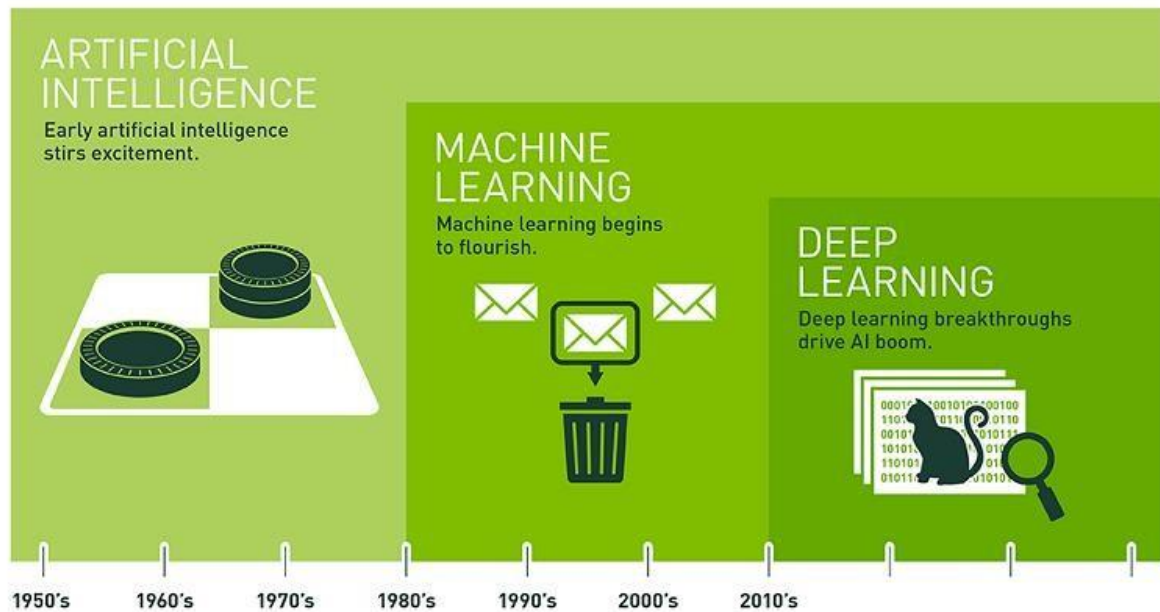 ARTIFICIAL
INTELLIGENCE
Early artificial intelligence
stirs excitement.
MACHINE
LEARNING
Machine learning begins
to flourish.
DEEP
LEARNING
Deep learning breakthroughs
drive AI boom.
1950's 1960's 1970's 1980's 1990's 2000's 2010's